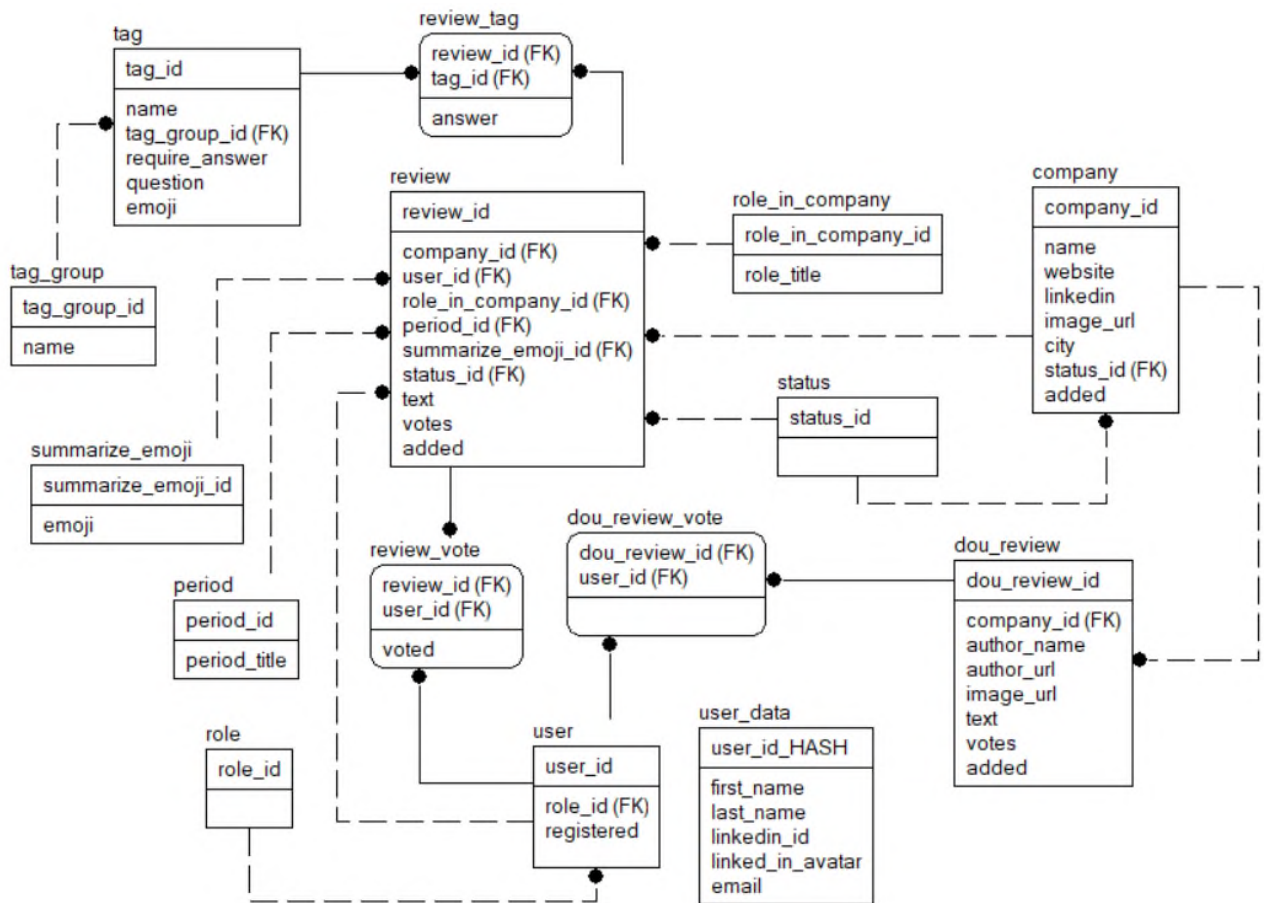 tag
tag_id
name
tag_group_id (FK)
require_answer
question
emoji
review_tag
review_id (FK)
tag_id (FK)
answer
tag_group
tag_group_id
name
review
review_id
company_id (FK)
user_id (FK)
role_in_company_id (FK)
period_id (FK)
summarize_emoji_id (FK)
status_id (FK)
text
votes
added
role_in_company
role_in_company_id
role_title
company
company_id
name
website
linkedin
image_url
city
status_id (FK)
added
status
status_id
summarize_emoji
summarize_emoji_id
emoji
period
period_id
period_title
review_vote
review_id (FK)
user_id (FK)
voted
dou_review_vote
dou_review_id (FK)
user_id (FK)
dou_review
dou_review_id
company_id (FK)
author_name
author_url
image_url
text
votes
added
role
role_id
user
user_id
role_id (FK)
registered
user_data
user_id_HASH
first_name
last_name
linkedin_id
linked_in_avatar
email